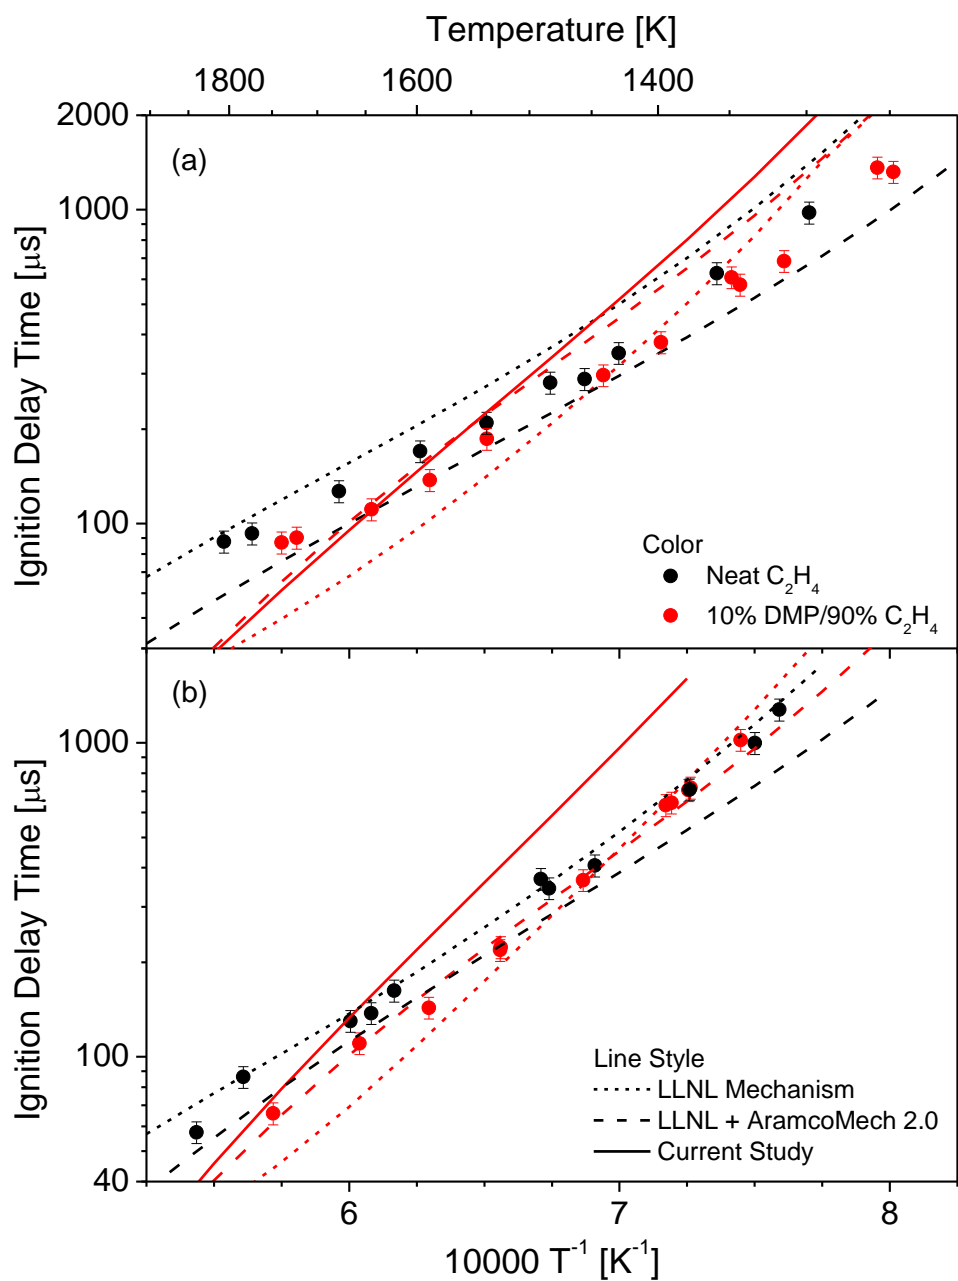 Temperature [K]
1800 1600 1400
2000
(a)
1000
100
Ignition Delay Time [μs]
Color
Neat C₂H₄
10% DMP/90% C₂H₄
(b)
1000
100
40
Ignition Delay Time [μs]
Line Style
LLNL Mechanism
LLNL + AramcoMech 2.0
Current Study
6 7 8
10000 T⁻¹ [K⁻¹]